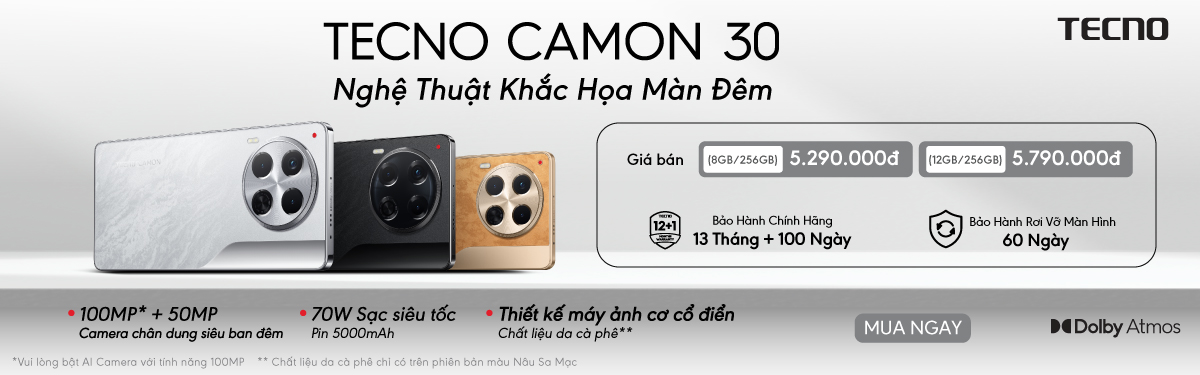 TECNO CAMON 30
TECNO
Nghệ Thuật Khắc Họa Màn Đêm
Giá bán (8GB/256GB) 5.290.000đ (12GB/256GB) 5.790.000đ
12+1
Bảo Hành Chính Hãng
13 Tháng + 100 Ngày
Bảo Hành Rơi Vỡ Màn Hình
60 Ngày
• 100MP* + 50MP
Camera chân dung siêu ban đêm
• 70W Sạc siêu tốc
Pin 5000mAh
• Thiết kế máy ảnh cơ cổ điển
Chất liệu da cà phê**
MUA NGAY
Dolby Atmos
*Vui lòng bật AI Camera với tính năng 100MP ** Chất liệu da cà phê chỉ có trên phiên bản màu Nâu Sa Mạc